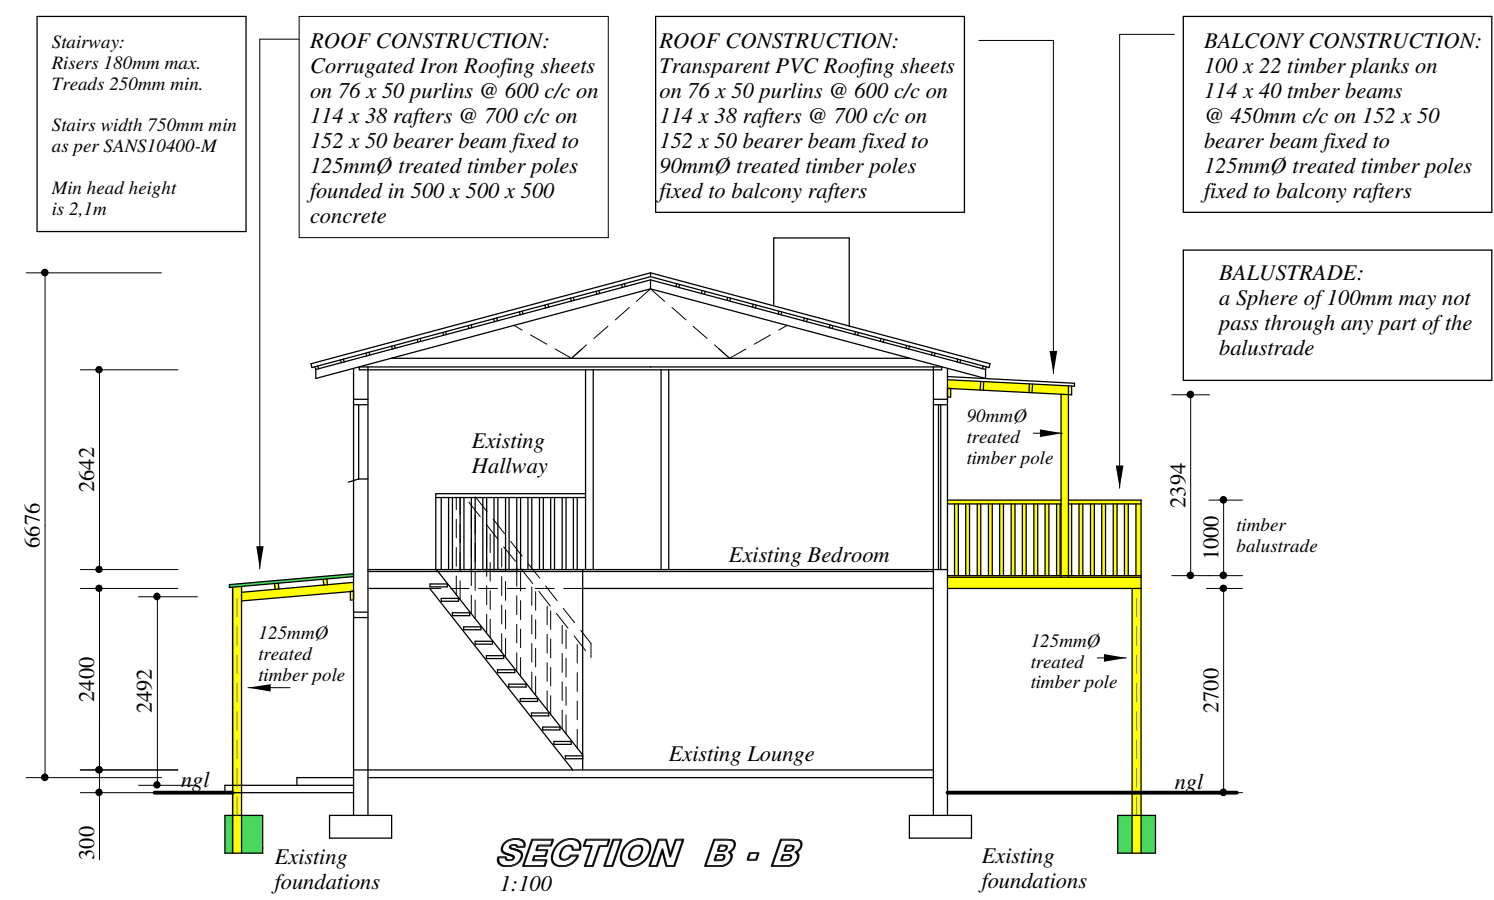 Stairway:
Risers 180mm max.
Treads 250mm min.
Stairs width 750mm min
as per SANS10400-M
Min head height
is 2,1m
ROOF CONSTRUCTION:
Corrugated Iron Roofing sheets
on 76 x 50 purlins @ 600 c/c on
114 x 38 rafters @ 700 c/c on
152 x 50 bearer beam fixed to
125mmØ treated timber poles
founded in 500 x 500 x 500
concrete
ROOF CONSTRUCTION:
Transparent PVC Roofing sheets
on 76 x 50 purlins @ 600 c/c on
114 x 38 rafters @ 700 c/c on
152 x 50 bearer beam fixed to
90mmØ treated timber poles
fixed to balcony rafters
BALCONY CONSTRUCTION:
100 x 22 timber planks on
114 x 40 tmber beams
@ 450mm c/c on 152 x 50
bearer beam fixed to
125mmØ treated timber poles
fixed to balcony rafters
BALUSTRADE:
a Sphere of 100mm may not
pass through any part of the
balustrade
6676
2642
2400
2492
300
Existing
Hallway
90mmØ
treated
timber pole
2394
1000
timber
balustrade
Existing Bedroom
125mmØ
treated
timber pole
125mmØ
treated
timber pole
2700
Existing Lounge
ngl
ngl
Existing
foundations
SECTION B - B
1:100
Existing
foundations